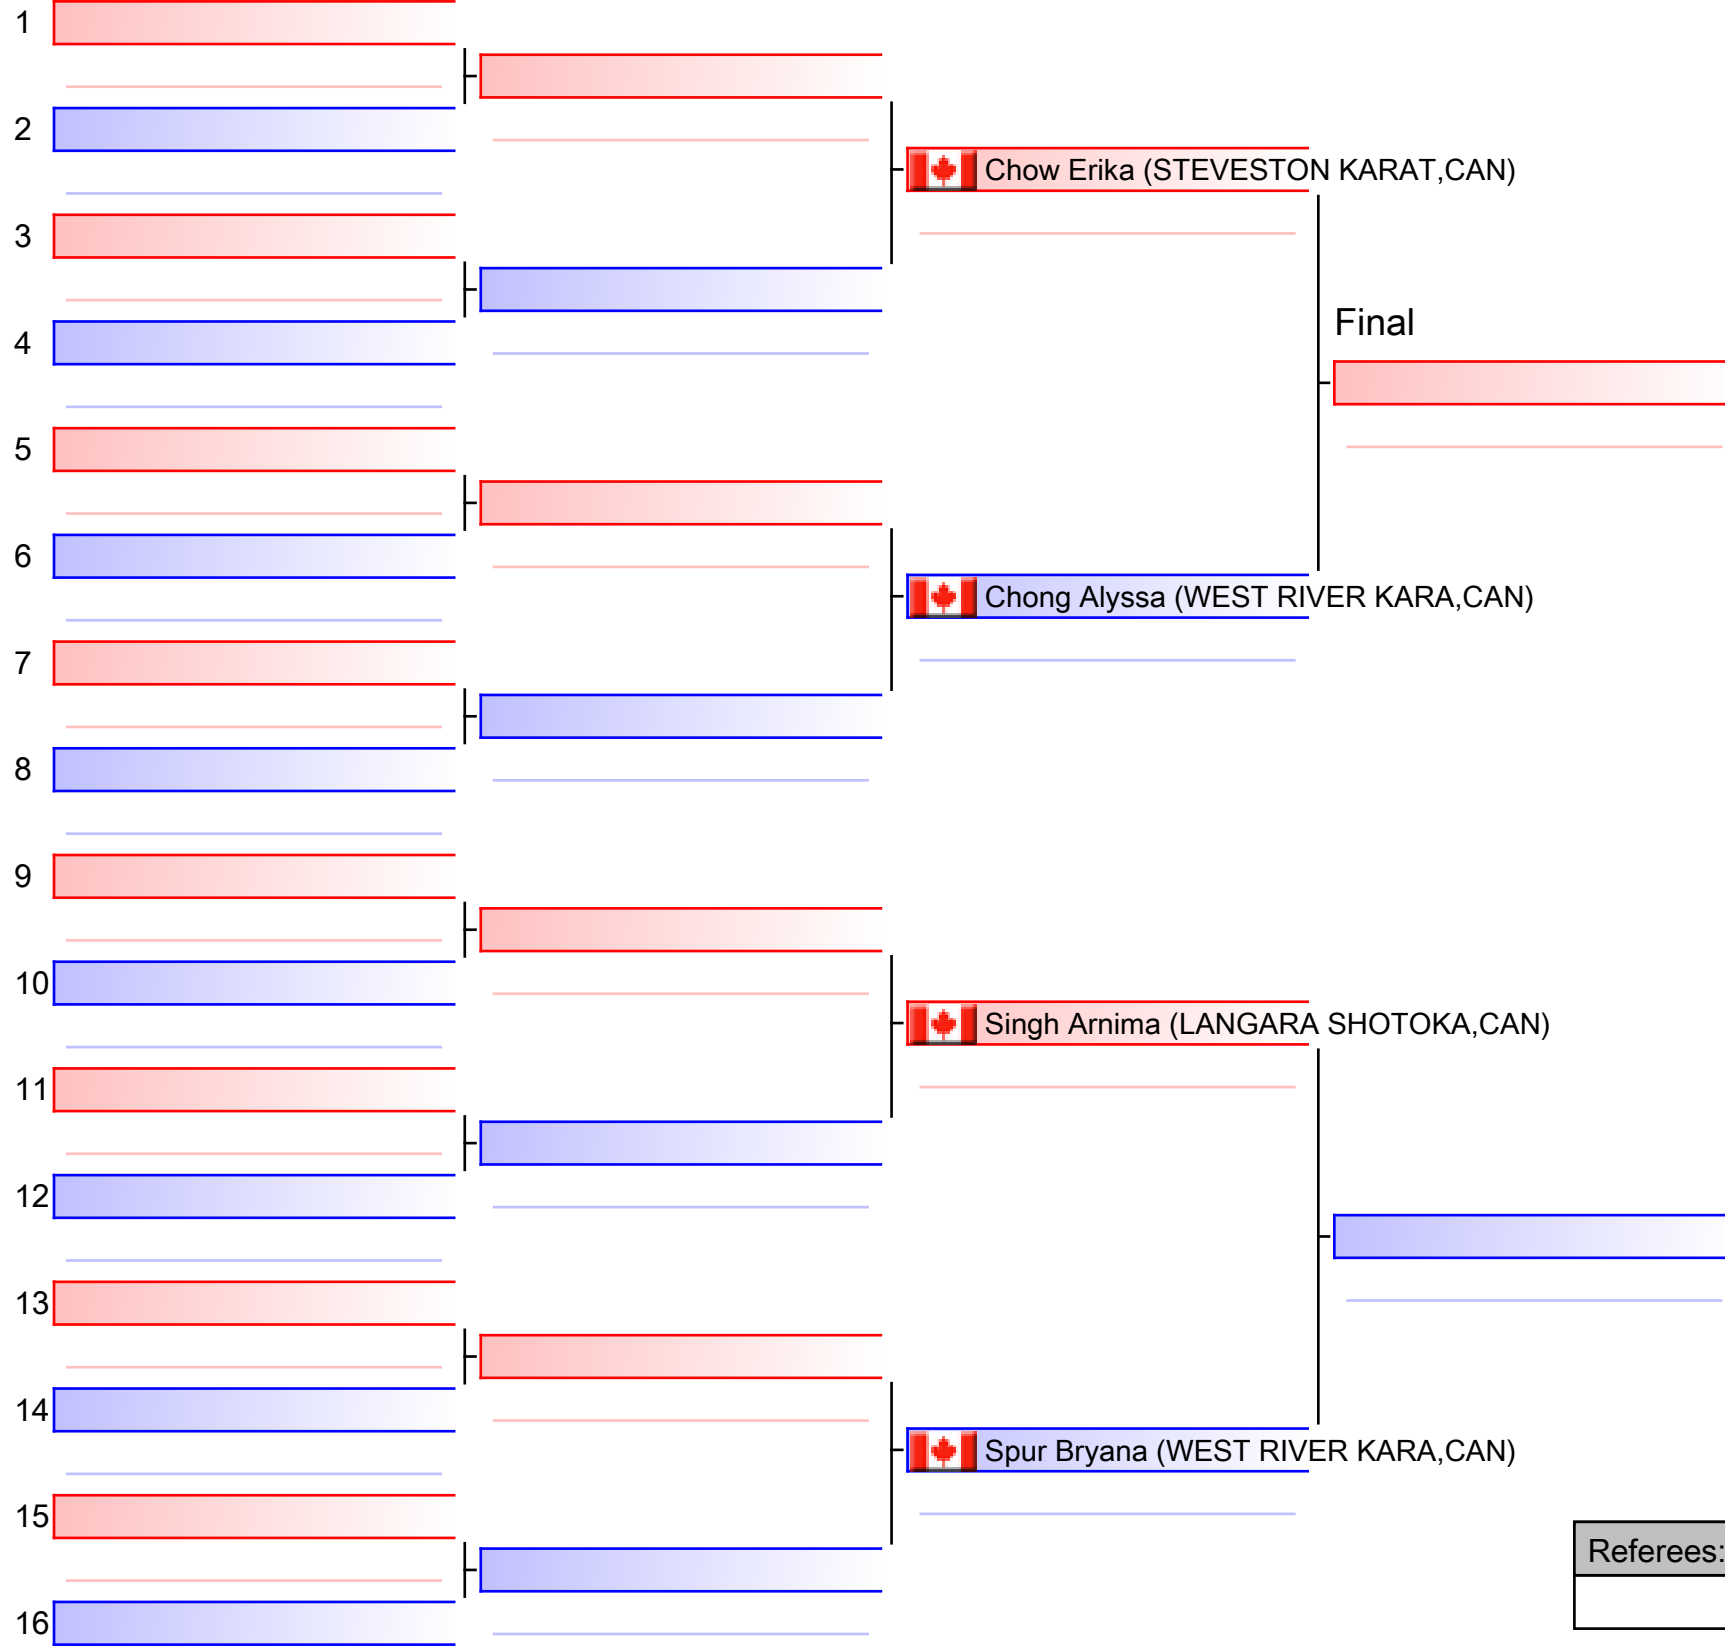 1
2
Chow Erika (STEVESTON KARAT,CAN)
3
Final
4
5
6
Chong Alyssa (WEST RIVER KARA,CAN)
7
8
9
10
Singh Arnima (LANGARA SHOTOKA,CAN)
11
12
13
14
Spur Bryana (WEST RIVER KARA,CAN)
15
Referees:
16